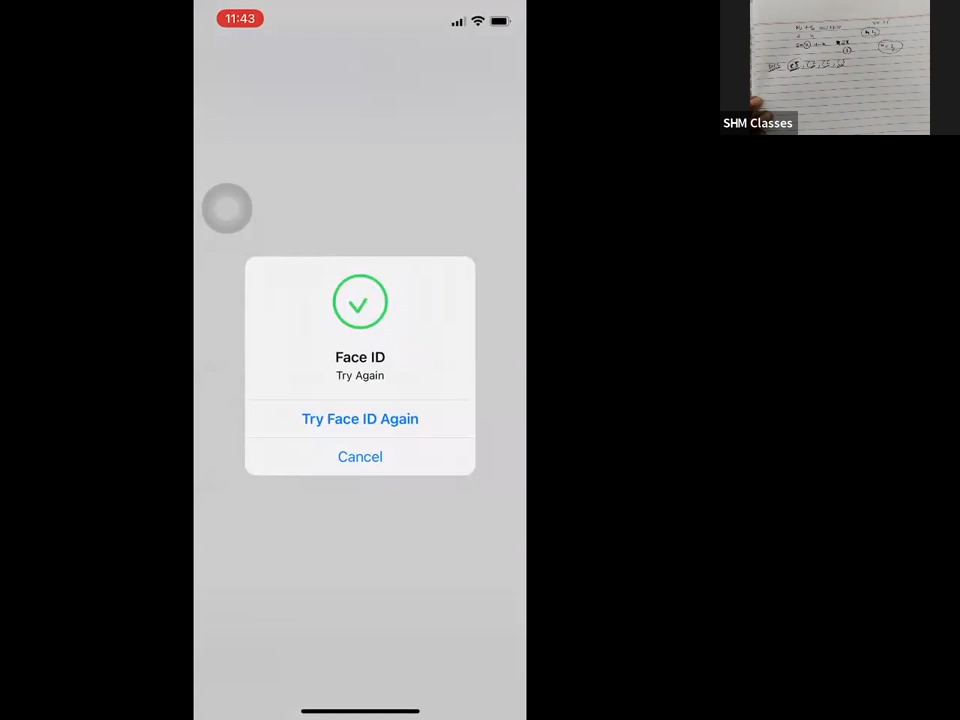 11:43
SHM Classes
Face ID
Try Again
Try Face ID Again
Cancel